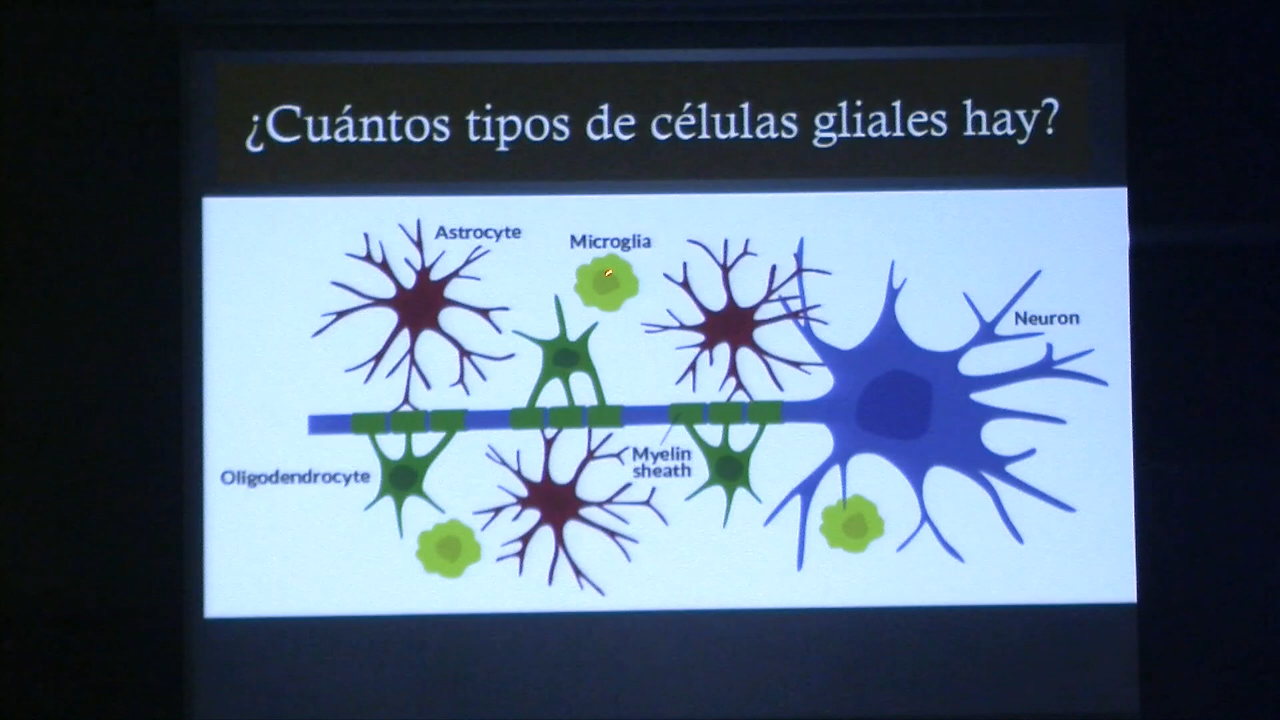 ¿Cuántos tipos de células gliales hay?
Astrocyte
Microglia
Neuron
Myelin
sheath
Oligodendrocyte